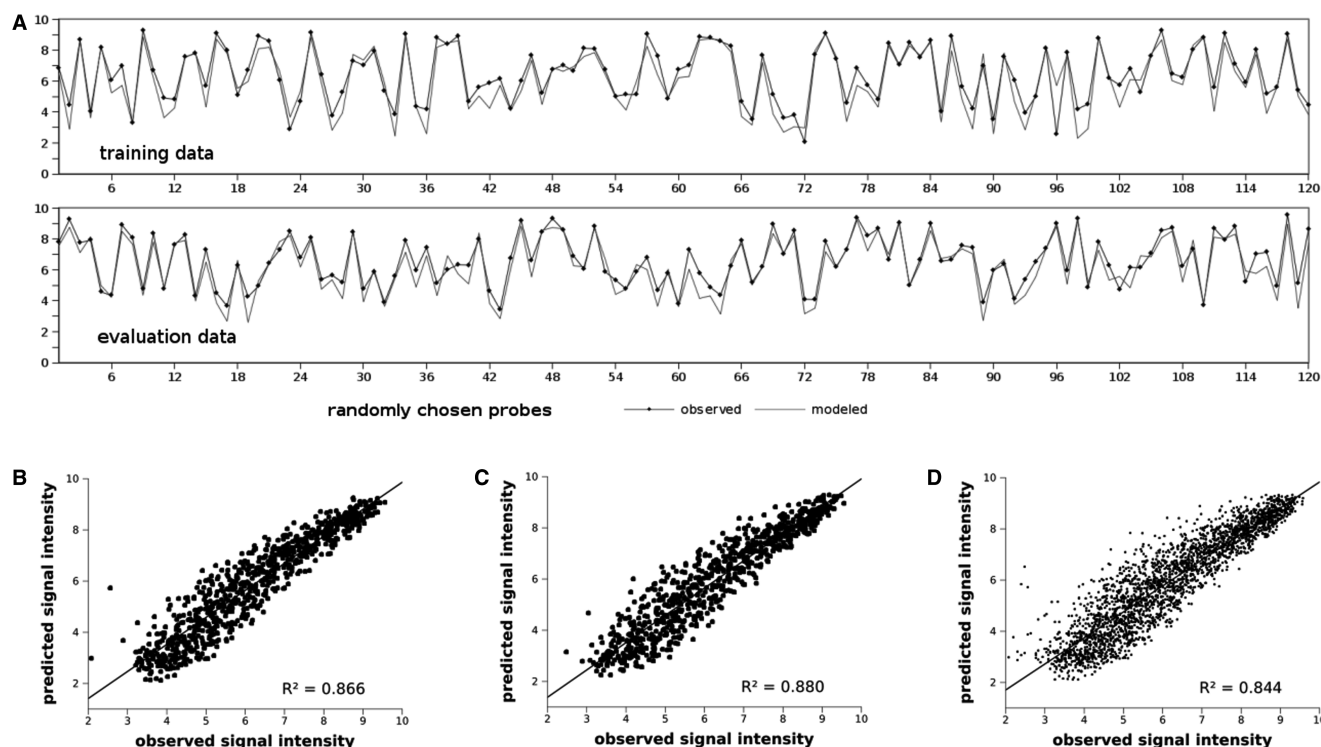 A
10
8
6
4
2
0
training data
6 12 18 24 30 36 42 48 54 60 66 72 78 84 90 96 102 108 114 120
10
8
6
4
2
0
evaluation data
6 12 18 24 30 36 42 48 54 60 66 72 78 84 90 96 102 108 114 120
randomly chosen probes observed modeled
B
predicted signal intensity
10
8
6
4
2
R² = 0.866
2 3 4 5 6 7 8 9 10
observed signal intensity
C
predicted signal intensity
10
8
6
4
2
R² = 0.880
2 3 4 5 6 7 8 9 10
observed signal intensity
D
predicted signal intensity
10
8
6
4
2
R² = 0.844
2 3 4 5 6 7 8 9 10
observed signal intensity